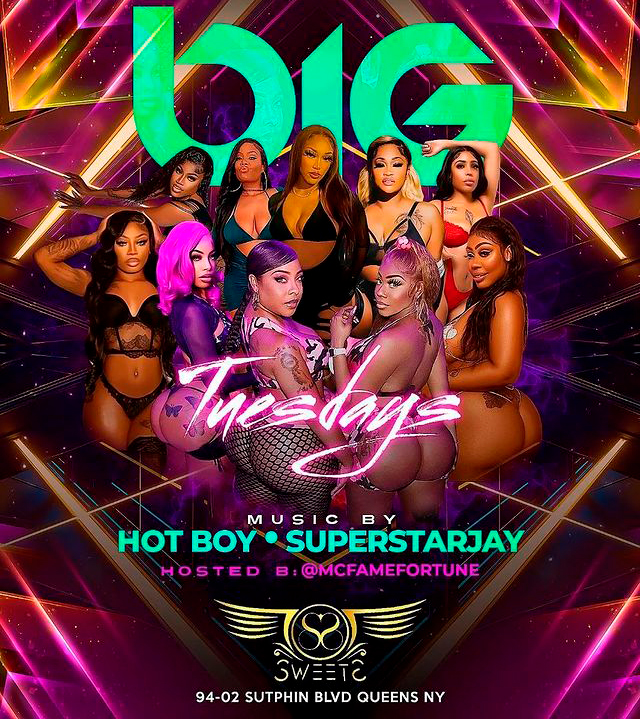 BIG
Tuesdays
MUSIC BY
HOT BOY • SUPERSTARJAY
HOSTED B:@MCFAMEFORTUNE
SWEETS
94-02 SUTPHIN BLVD QUEENS NY